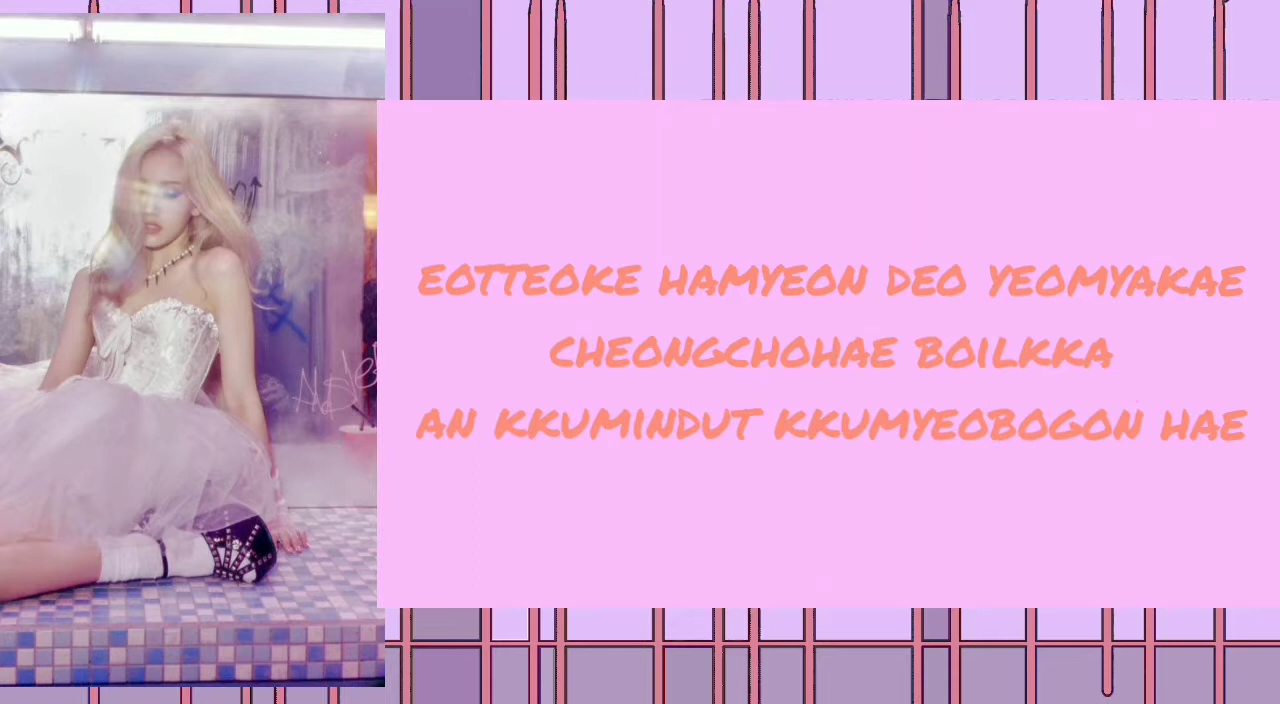 EOTTEOKE HAMYEON DEO YEOMYAKAE
CHEONGCHOHAE BOILKKA
AN KKUMINDUT KKUMYEOBOGON HAE